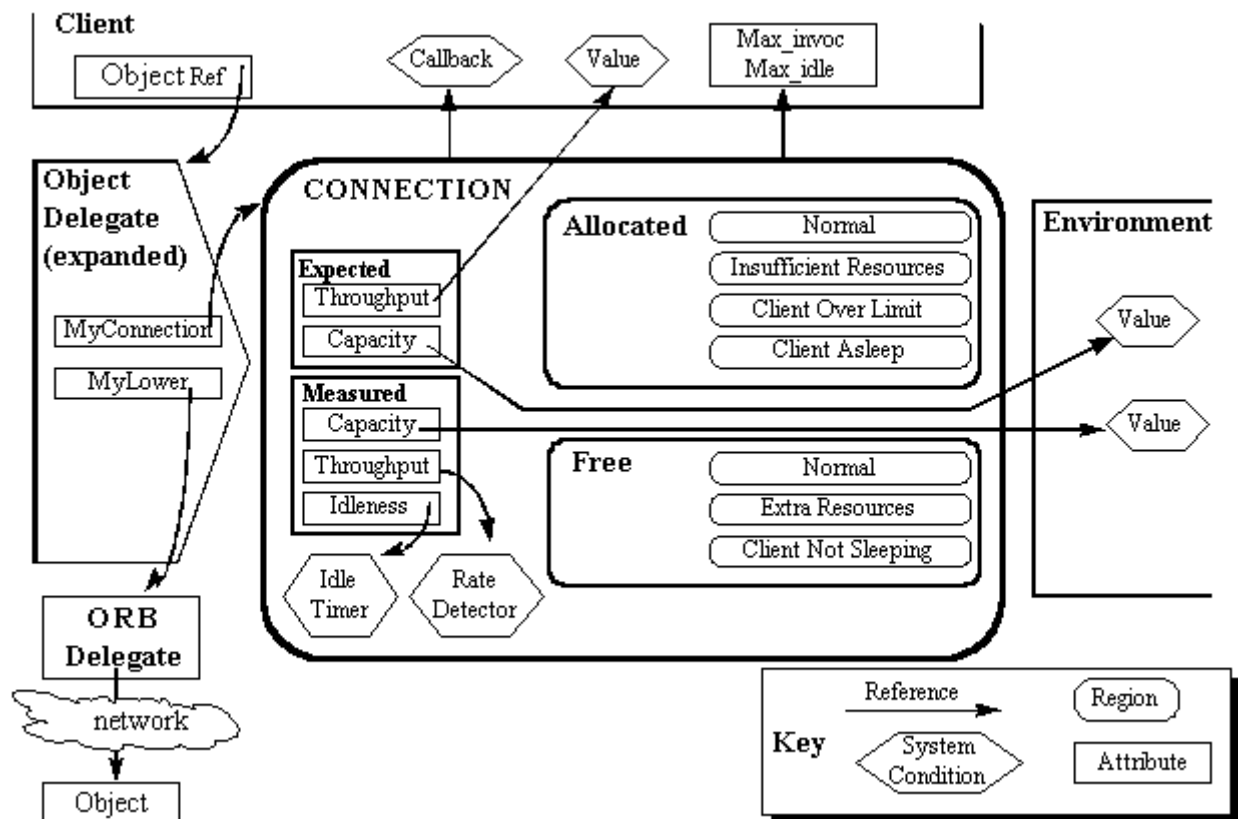 Client
Object Ref
Callback
Value
Max_invoc
Max_idle
Object
Delegate
(expanded)
MyConnection
MyLower
CONNECTION
Expected
Throughput
Capacity
Measured
Capacity
Throughput
Idleness
Idle
Timer
Rate
Detector
Allocated
Normal
Insufficient Resources
Client Over Limit
Client Asleep
Free
Normal
Extra Resources
Client Not Sleeping
Environment
Value
Value
ORB
Delegate
network
Object
Key
Reference
Region
System
Condition
Attribute